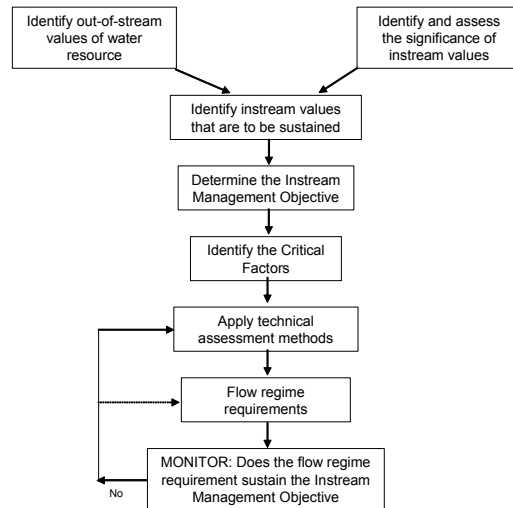 Identify out-of-stream
values of water
resource
Identify and assess
the significance of
instream values
Identify instream values
that are to be sustained
Determine the Instream
Management Objective
Identify the Critical
Factors
Apply technical
assessment methods
Flow regime
requirements
MONITOR: Does the flow regime
requirement sustain the Instream
Management Objective
No